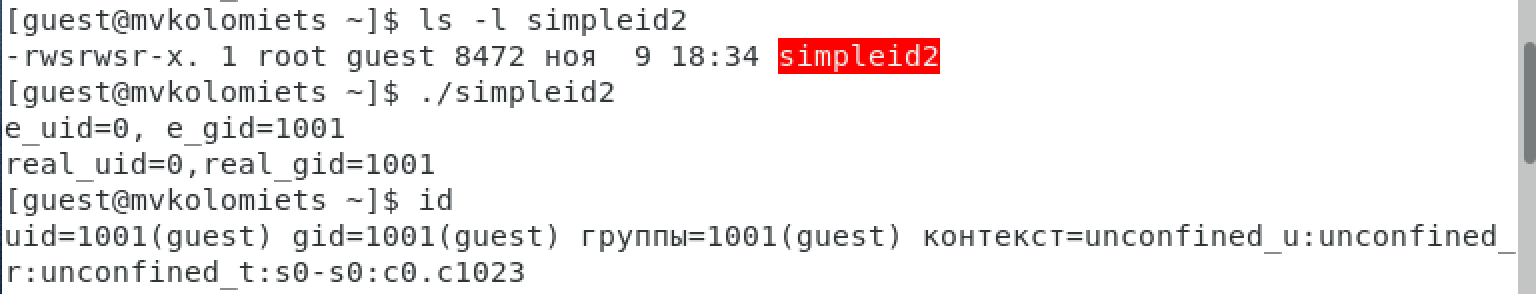 [guest@mvkolomiets ~]$ ls -l simpleid2
-rwsrwsr-x. 1 root guest 8472 ноя  9 18:34 simpleid2
[guest@mvkolomiets ~]$ ./simpleid2
e_uid=0, e_gid=1001
real_uid=0,real_gid=1001
[guest@mvkolomiets ~]$ id
uid=1001(guest) gid=1001(guest) группы=1001(guest) контекст=unconfined_u:unconfined_
r:unconfined_t:s0-s0:c0.c1023